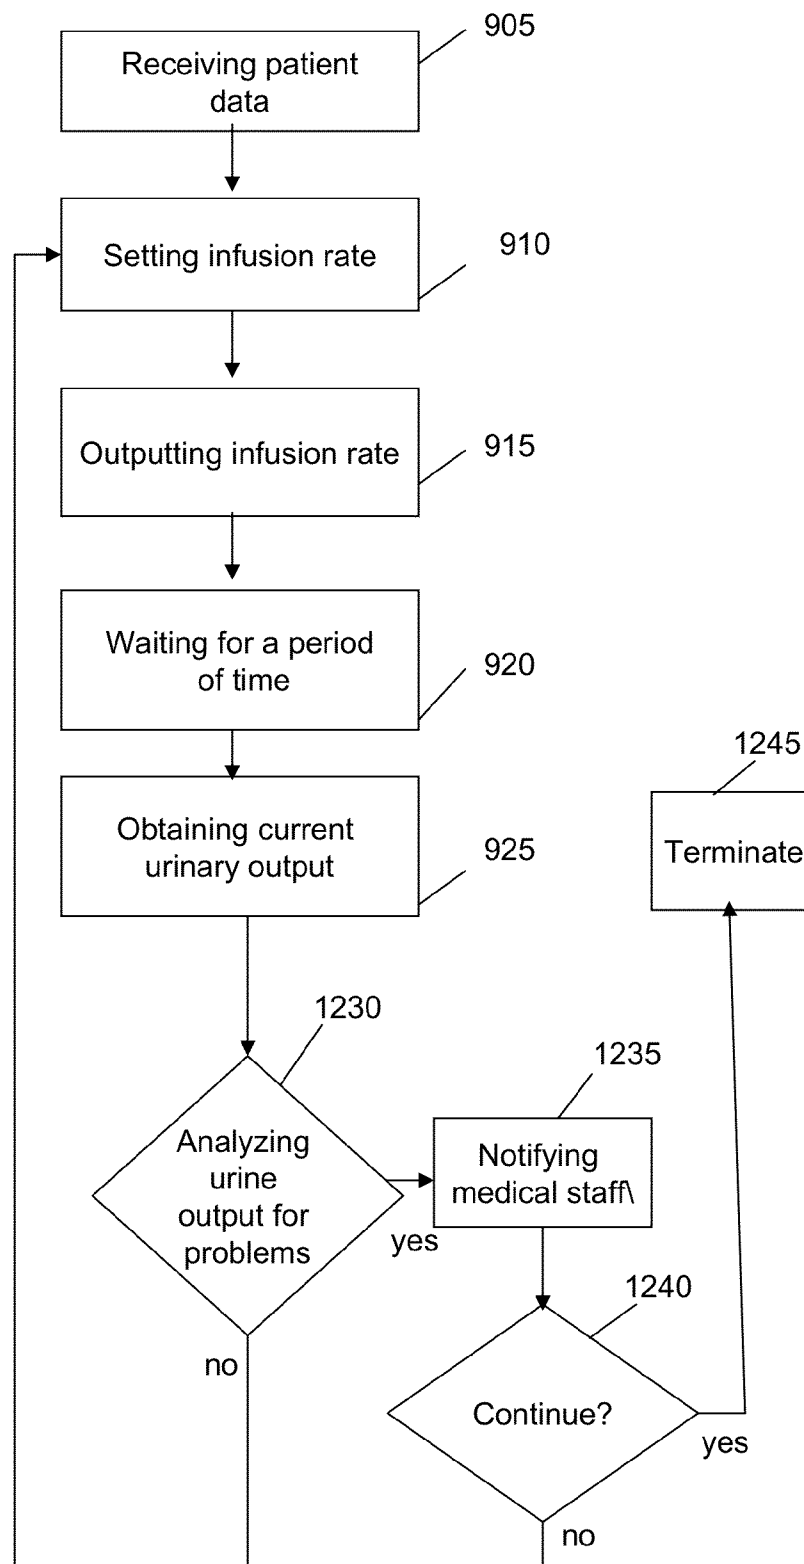 905
Receiving patient
data
Setting infusion rate
910
Outputting infusion rate
915
Waiting for a period
of time
920
Obtaining current
urinary output
925
1245
Terminate
1230
Analyzing
urine
output for
problems
yes
no
1235
Notifying
medical staff\
1240
Continue?
yes
no